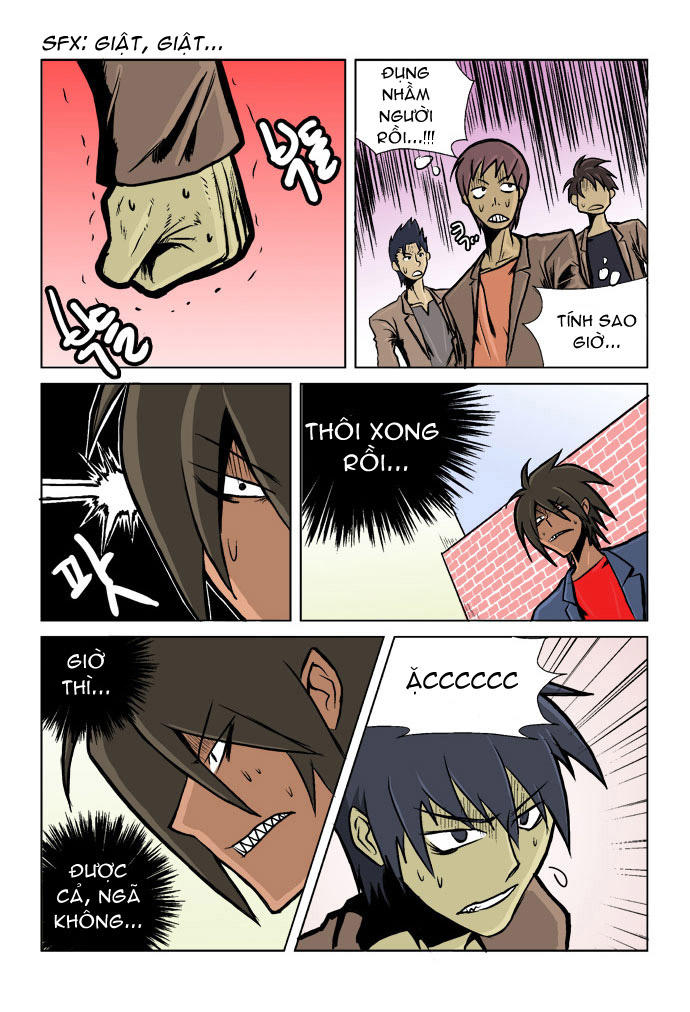 SFX: GIẬT, GIẬT...
ĐỤNG
NHẦM
NGƯỜI
RỒI...!!!
TÍNH SAO
GIỜ...
THÔI XONG
RỒI...
팟
GIỜ
THÌ...
ĐƯỢC
CẢ, NGÃ
KHÔNG...
ẶCCCCCC